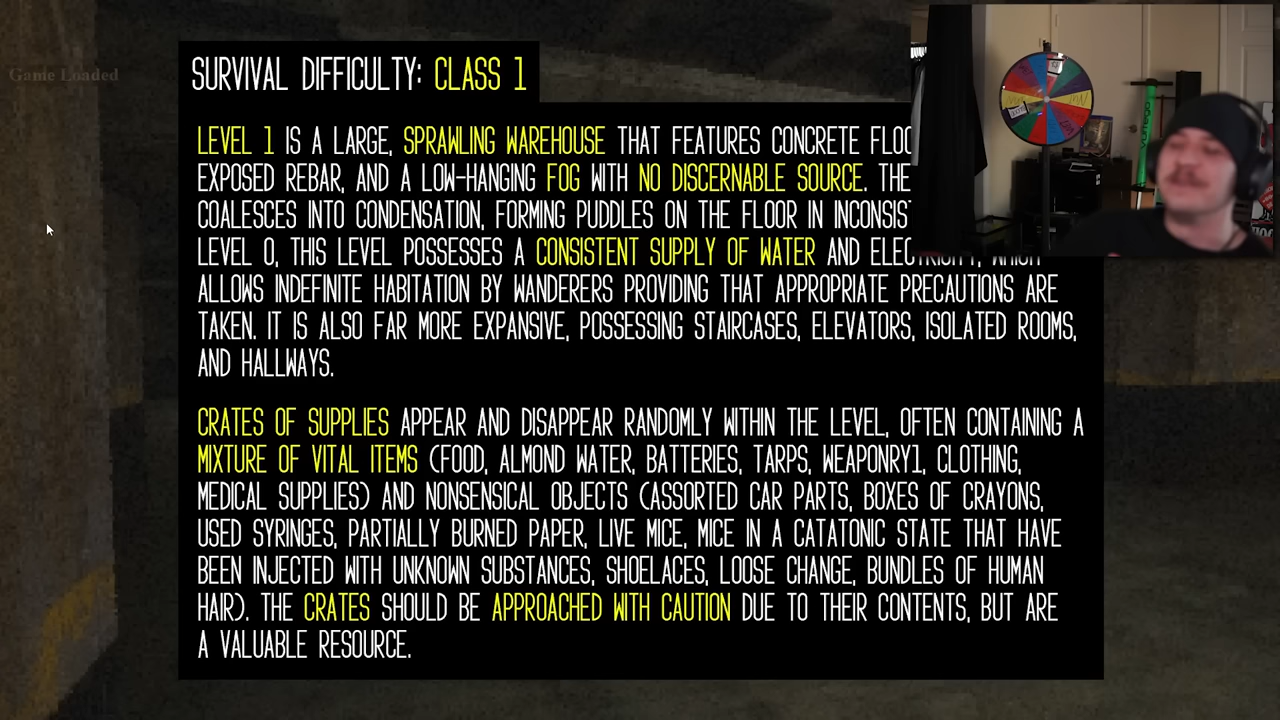 Game Loaded
SURVIVAL DIFFICULTY: CLASS 1
LEVEL 1 IS A LARGE, SPRAWLING WAREHOUSE THAT FEATURES CONCRETE
EXPOSED REBAR, AND A LOW-HANGING FOG WITH NO DISCERNABLE SOURCE. THE
COALESCES INTO CONDENSATION, FORMING PUDDLES ON THE FLOOR IN
LEVEL 0, THIS LEVEL POSSESSES A CONSISTENT SUPPLY OF WATER AND ELECTRICITY, WHICH
ALLOWS INDEFINITE HABITATION BY WANDERERS PROVIDING THAT APPROPRIATE PRECAUTIONS ARE
TAKEN. IT IS ALSO FAR MORE EXPANSIVE, POSSESSING STAIRCASES, ELEVATORS, ISOLATED ROOMS,
AND HALLWAYS.
CRATES OF SUPPLIES APPEAR AND DISAPPEAR RANDOMLY WITHIN THE LEVEL, OFTEN CONTAINING A
MIXTURE OF VITAL ITEMS (FOOD, ALMOND WATER, BATTERIES, TARPS, WEAPONRY1, CLOTHING,
MEDICAL SUPPLIES) AND NONSENSICAL OBJECTS (ASSORTED CAR PARTS, BOXES OF CRAYONS,
USED SYRINGES, PARTIALLY BURNED PAPER, LIVE MICE, MICE IN A CATATONIC STATE THAT HAVE
BEEN INJECTED WITH UNKNOWN SUBSTANCES, SHOELACES, LOOSE CHANGE, BUNDLES OF HUMAN
HAIR). THE CRATES SHOULD BE APPROACHED WITH CAUTION DUE TO THEIR CONTENTS, BUT ARE
A VALUABLE RESOURCE.